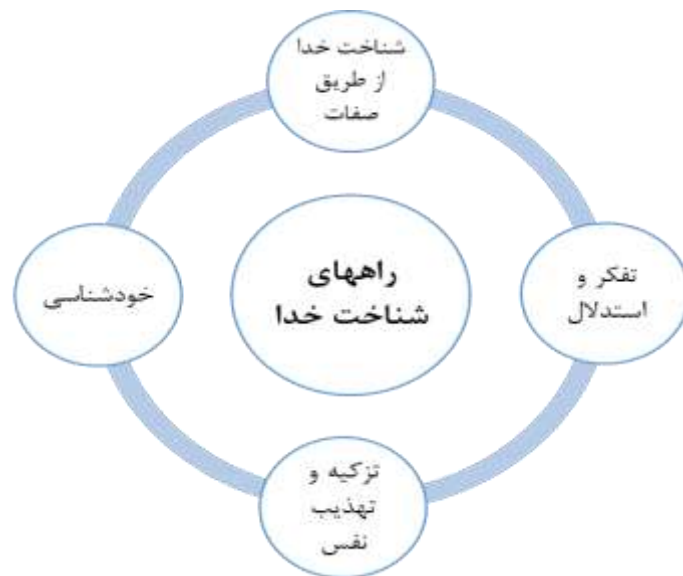 شناخت خدا
از طریق
صفات
راههای
شناخت خدا
تفکر و
استدلال
خودشناسی
تزکیه و
تهذیب
نفس